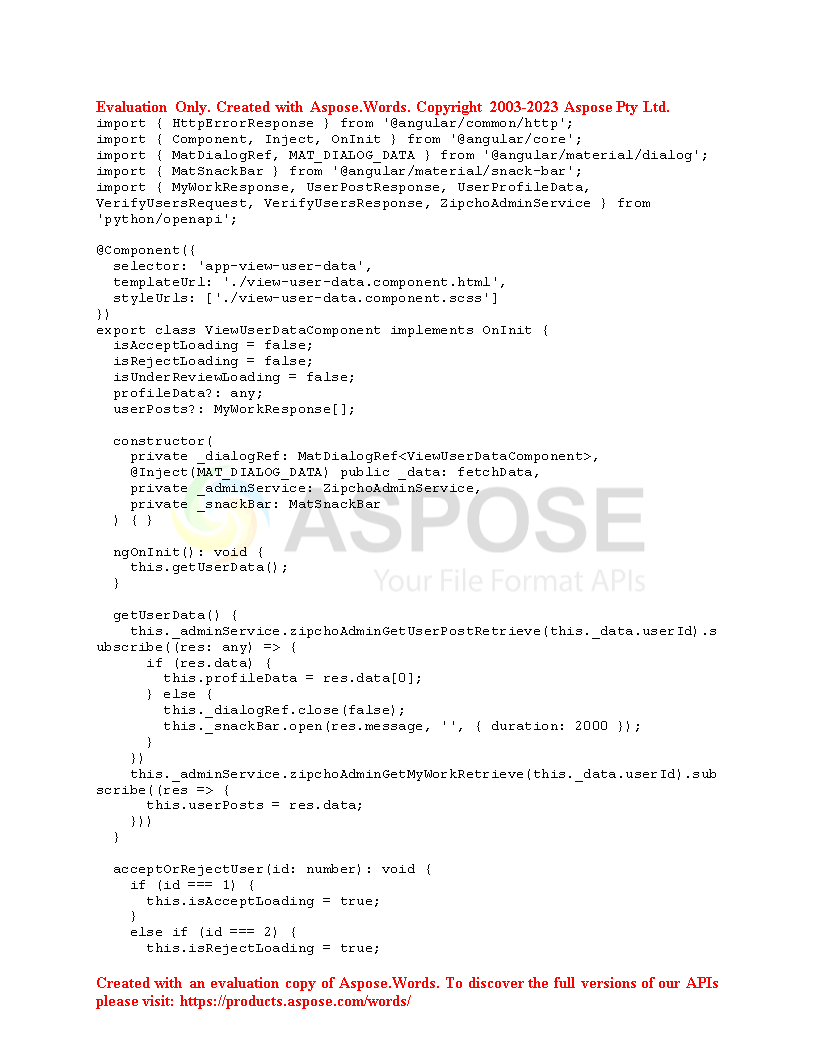 Evaluation Only. Created with Aspose.Words. Copyright 2003-2023 Aspose Pty Ltd.
import { HttpErrorResponse } from '@angular/common/http';
import { Component, Inject, OnInit } from '@angular/core';
import { MatDialogRef, MAT_DIALOG_DATA } from '@angular/material/dialog';
import { MatSnackBar } from '@angular/material/snack-bar';
import { MyWorkResponse, UserPostResponse, UserProfileData,
VerifyUsersRequest, VerifyUsersResponse, ZipchoAdminService } from
'python/openapi';

@Component({
  selector: 'app-view-user-data',
  templateUrl: './view-user-data.component.html',
  styleUrls: ['./view-user-data.component.scss']
})
export class ViewUserDataComponent implements OnInit {
  isAcceptLoading = false;
  isRejectLoading = false;
  isUnderReviewLoading = false;
  profileData?: any;
  userPosts?: MyWorkResponse[];

  constructor(
    private _dialogRef: MatDialogRef<ViewUserDataComponent>,
    @Inject(MAT_DIALOG_DATA) public _data: fetchData,
    private _adminService: ZipchoAdminService,
    private _snackBar: MatSnackBar
  ) { }
ASPOSE
Your File Format APIs

  ngOnInit(): void {
    this.getUserData();
  }

  getUserData() {
    this._adminService.zipchoAdminGetUserPostRetrieve(this._data.userId).s
ubscribe((res: any) => {
      if (res.data) {
        this.profileData = res.data[0];
      } else {
        this._dialogRef.close(false);
        this._snackBar.open(res.message, '', { duration: 2000 });
      }
    })
    this._adminService.zipchoAdminGetMyWorkRetrieve(this._data.userId).sub
scribe((res => {
      this.userPosts = res.data;
    }))
  }

  acceptOrRejectUser(id: number): void {
    if (id === 1) {
      this.isAcceptLoading = true;
    }
    else if (id === 2) {
      this.isRejectLoading = true;

Created with an evaluation copy of Aspose.Words. To discover the full versions of our APIs
please visit: https://products.aspose.com/words/